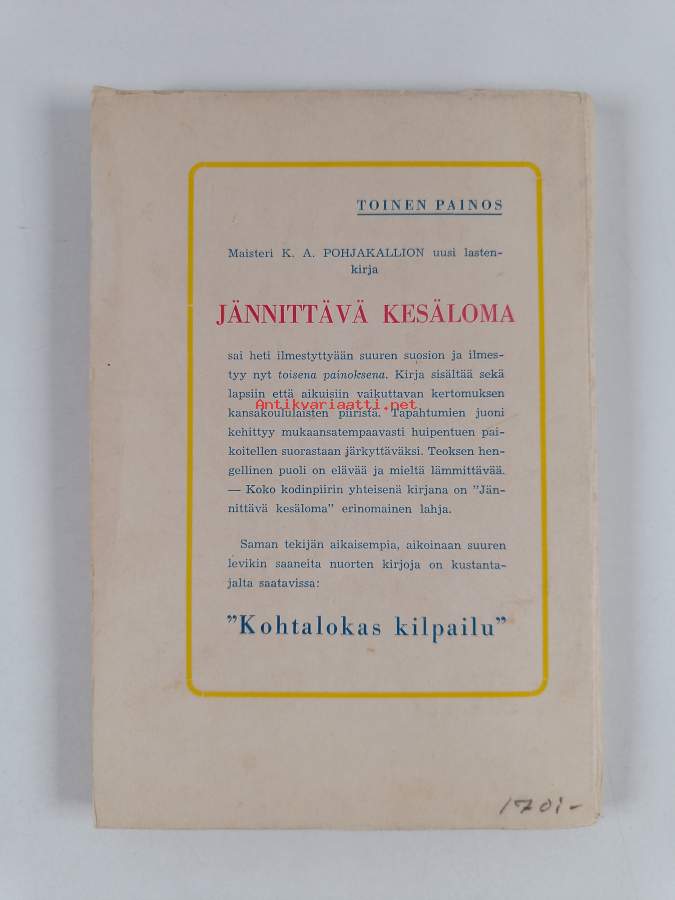 TOINEN PAINOS
Maisteri K. A. POHJAKALLION uusi lasten-
kirja
JÄNNITTÄVÄ KESÄLOMA
sai heti ilmestyttyään suuren suosion ja ilmes-
tyy nyt toisena painoksena. Kirja sisältää sekä
lapsiin että aikuisiin vaikuttavan kertomuksen
Antikvariaatti.net
kansakoululaisten piiristä. Tapahtumien juoni
kehittyy mukaansatempaavasti huipentuen pai-
koitellen suorastaan järkyttäväksi. Teoksen hen-
gellinen puoli on elävää ja mieltä lämmittävää.
— Koko kodinpiirin yhteisenä kirjana on ”Jän-
nittävä kesäloma” erinomainen lahja.
Saman tekijän aikaisempia, aikoinaan suuren
levikin saaneita nuorten kirjoja on kustanta-
jalta saatavissa:
”Kohtalokas kilpailu”
170:-